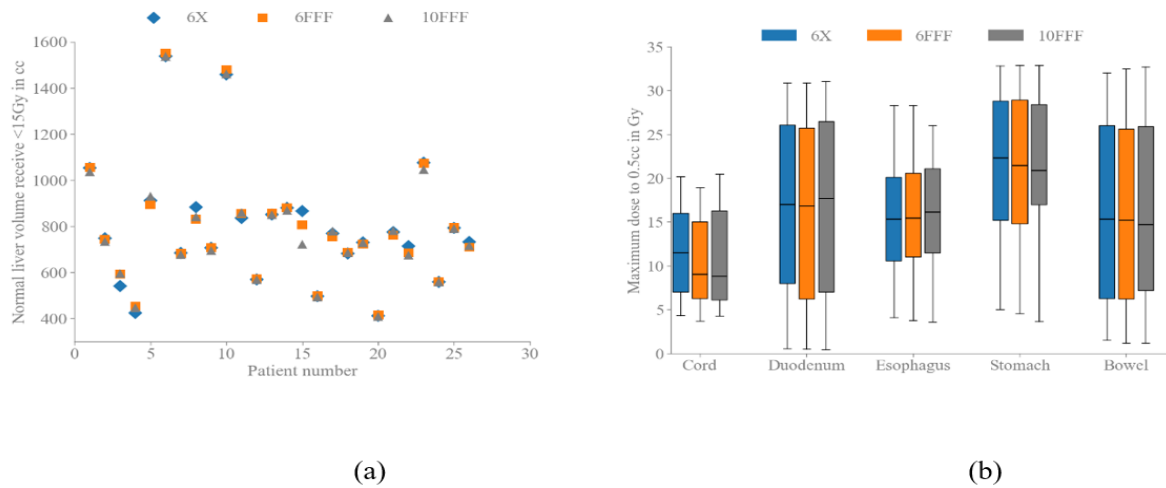 6X 6FFF 10FFF
Normal liver volume receive <15Gy in cc
1600
1400
1200
1000
800
600
400
0 5 10 15 20 25 30
Patient number
(a)
6X 6FFF 10FFF
Maximum dose to 0.5cc in Gy
35
30
25
20
15
10
5
0
Cord Duodenum Esophagus Stomach Bowel
(b)